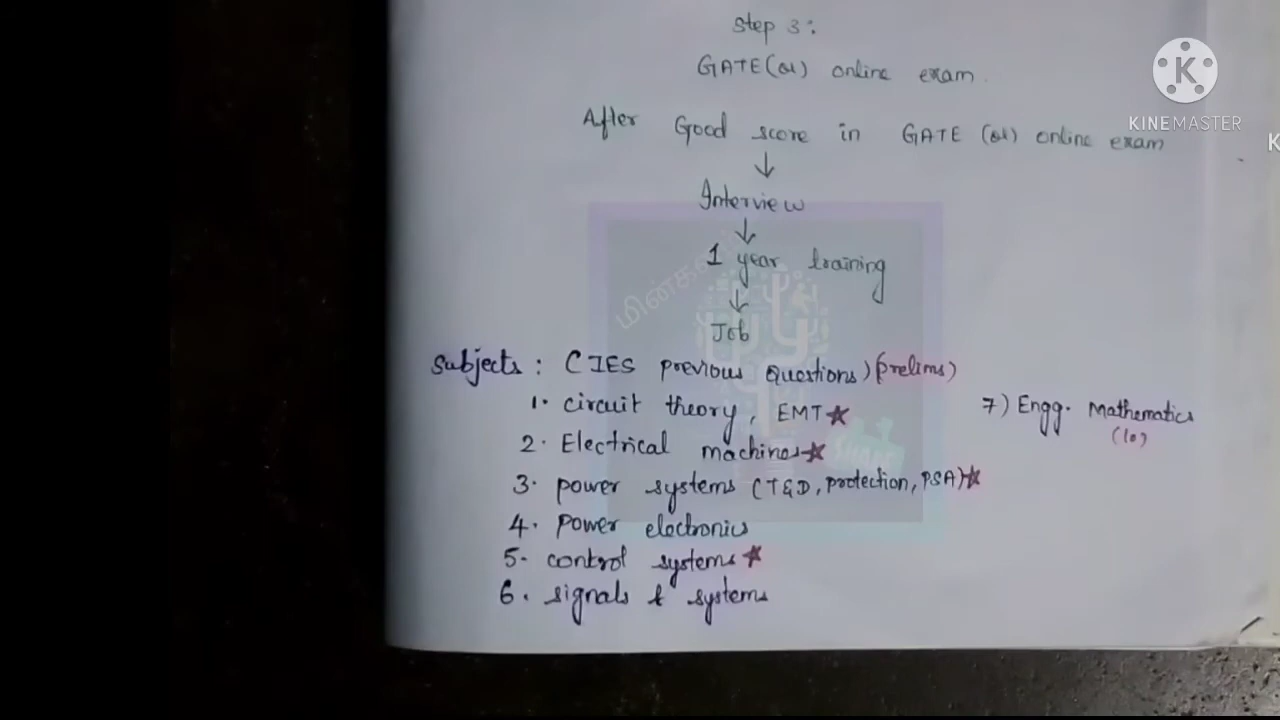 Step 3:
GATE (or) online exam.
After Good score in GATE (or) online exam
↓
Interview
↓
1 year training
↓
Job
Subjects : (IES previous Questions) (prelims)
1. circuit theory, EMT ★
2. Electrical machines ★
3. power systems (T&D, protection, PSA) ★
4. power electronics
5. control systems ★
6. signals & systems
7) Engg. Mathematics
(10)
K
KINEMASTER
K
SHARE